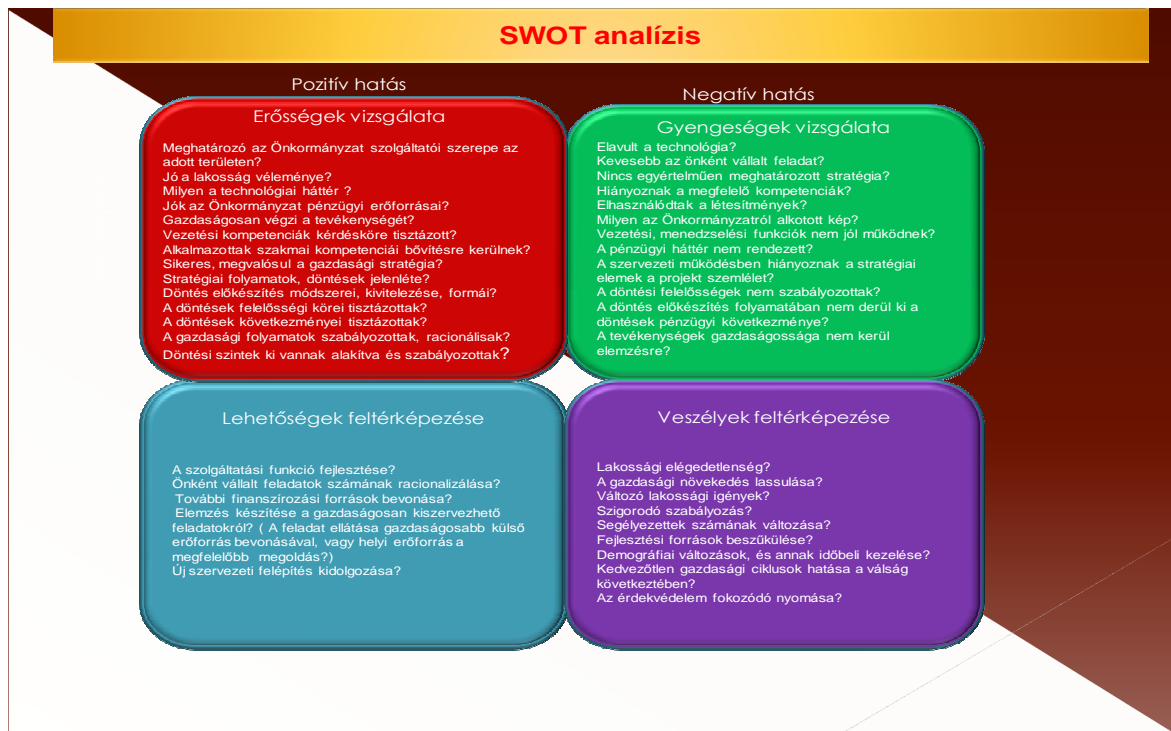 SWOT analízis
Pozitív hatás
Negatív hatás
Erősségek vizsgálata
Meghatározó az Önkormányzat szolgáltatói szerepe az
adott területen?
Jó a lakosság véleménye?
Milyen a technológiai háttér ?
Jók az Önkormányzat pénzügyi erőforrásai?
Gazdaságosan végzi a tevékenységét?
Vezetési kompetenciák kérdésköre tisztázott?
Alkalmazottak szakmai kompetenciái bővítésre kerülnek?
Sikeres, megvalósul a gazdasági stratégia?
Stratégiai folyamatok, döntések jelenléte?
Döntés előkészítés módszerei, kivitelezése, formái?
A döntések felelősségi körei tisztázottak?
A döntések következményei tisztázottak?
A gazdasági folyamatok szabályozottak, racionálisak?
Döntési szintek ki vannak alakítva és szabályozottak?
Gyengeségek vizsgálata
Elavult a technológia?
Kevesebb az önként vállalt feladat?
Nincs egyértelműen meghatározott stratégia?
Hiányoznak a megfelelő kompetenciák?
Elhasználódtak a létesítmények?
Milyen az Önkormányzatról alkotott kép?
Vezetési, menedzselési funkciók nem jól működnek?
A pénzügyi háttér nem rendezett?
A szervezeti működésben hiányoznak a stratégiai
elemek a projekt szemlélet?
A döntési felelősségek nem szabályozottak?
A döntés előkészítés folyamatában nem derül ki a
döntések pénzügyi következménye?
A tevékenységek gazdaságossága nem kerül
elemzésre?
Lehetőségek feltérképezése
A szolgáltatási funkció fejlesztése?
Önként vállalt feladatok számának racionalizálása?
További finanszírozási források bevonása?
Elemzés készítése a gazdaságosan kiszervezhető
feladatokról? ( A feladat ellátása gazdaságosabb külső
erőforrás bevonásával, vagy helyi erőforrás a
megfelelőbb megoldás?)
Új szervezeti felépítés kidolgozása?
Veszélyek feltérképezése
Lakossági elégedetlenség?
A gazdasági növekedés lassulása?
Változó lakossági igények?
Szigorodó szabályozás?
Segélyezettek számának változása?
Fejlesztési források beszűkülése?
Demográfiai változások, és annak időbeli kezelése?
Kedvezőtlen gazdasági ciklusok hatása a válság
következtében?
Az érdekvédelem fokozódó nyomása?